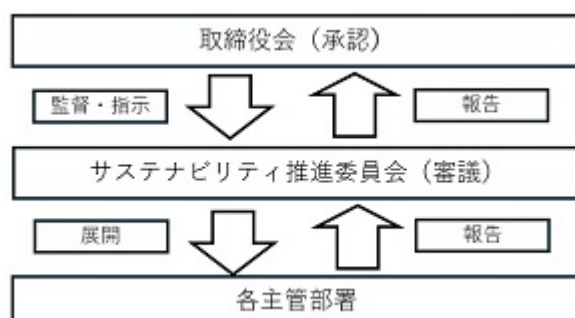 取締役会（承認）
監督・指示
報告
サステナビリティ推進委員会（審議）
展開
報告
各主管部署